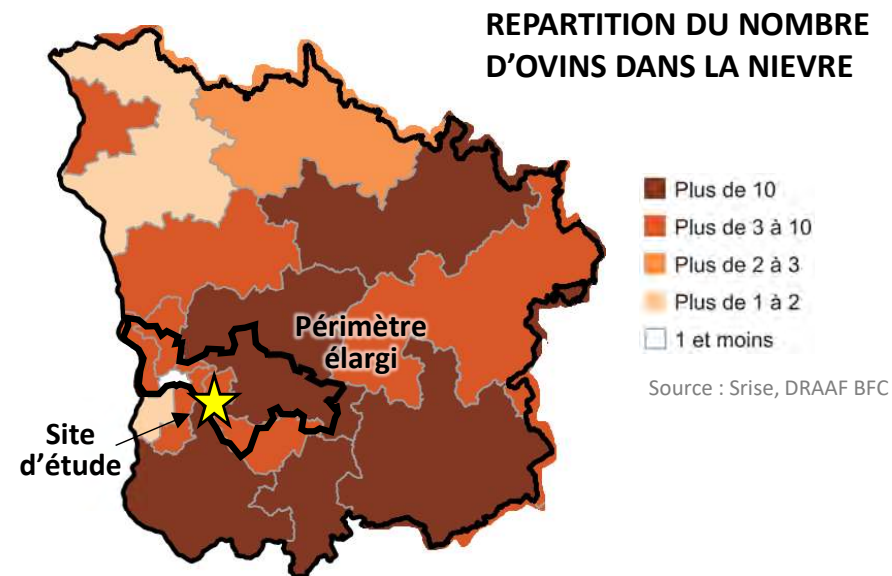 REPARTITION DU NOMBRE
D'OVINS DANS LA NIEVRE
Plus de 10
Plus de 3 à 10
Plus de 2 à 3
Plus de 1 à 2
1 et moins
Source : Srise, DRAAF BFC
Périmètre
élargi
Site
d'étude